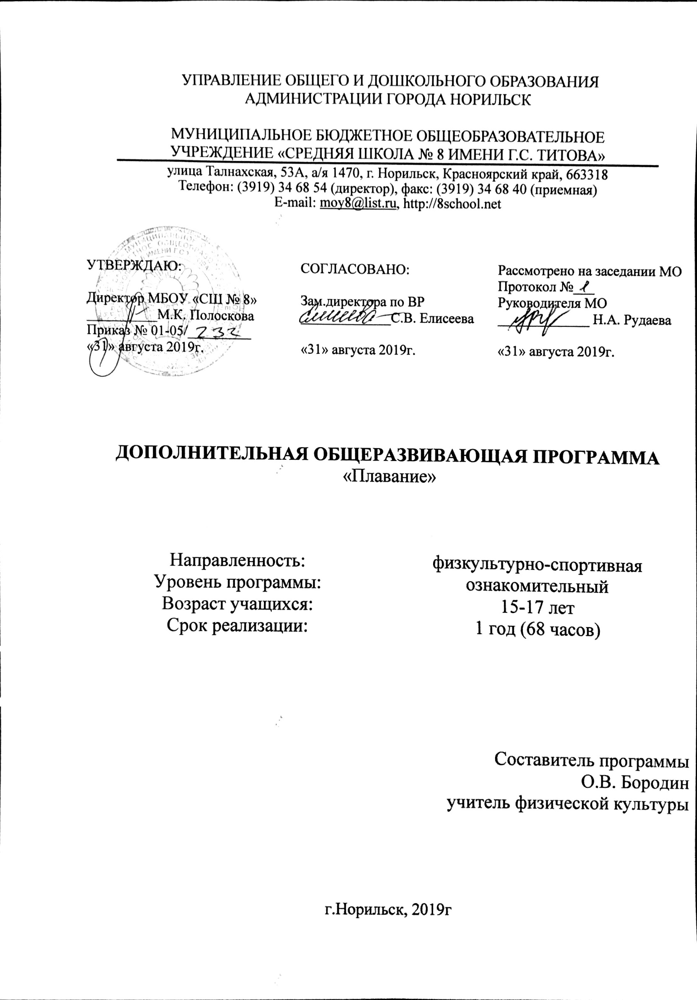 УПРАВЛЕНИЕ ОБЩЕГО И ДОШКОЛЬНОГО ОБРАЗОВАНИЯ
АДМИНИСТРАЦИИ ГОРОДА НОРИЛЬСК
МУНИЦИПАЛЬНОЕ БЮДЖЕТНОЕ ОБЩЕОБРАЗОВАТЕЛЬНОЕ
УЧРЕЖДЕНИЕ «СРЕДНЯЯ ШКОЛА № 8 ИМЕНИ Г.С. ТИТОВА»
улица Талнахская, 53А, а/я 1470, г. Норильск, Красноярский край, 663318
Телефон: (3919) 34 68 54 (директор), факс: (3919) 34 68 40 (приемная)
E-mail: moy8@list.ru, http://8school.net
УТВЕРЖДАЮ:
Директор МБОУ «СШ № 8»
М.К. Полоскова
Приказ № 01-05/ 232
«31» августа 2019г.
СОГЛАСОВАНО:
Зам.директора по ВР
С.В. Елисеева
«31» августа 2019г.
Рассмотрено на заседании МО
Протокол № 1
Руководителя МО
Н.А. Рудаева
«31» августа 2019г.
ДОПОЛНИТЕЛЬНАЯ ОБЩЕРАЗВИВАЮЩАЯ ПРОГРАММА
«Плавание»
Направленность: физкультурно-спортивная
Уровень программы: ознакомительный
Возраст учащихся: 15-17 лет
Срок реализации: 1 год (68 часов)
Составитель программы
О.В. Бородин
учитель физической культуры
г.Норильск, 2019г